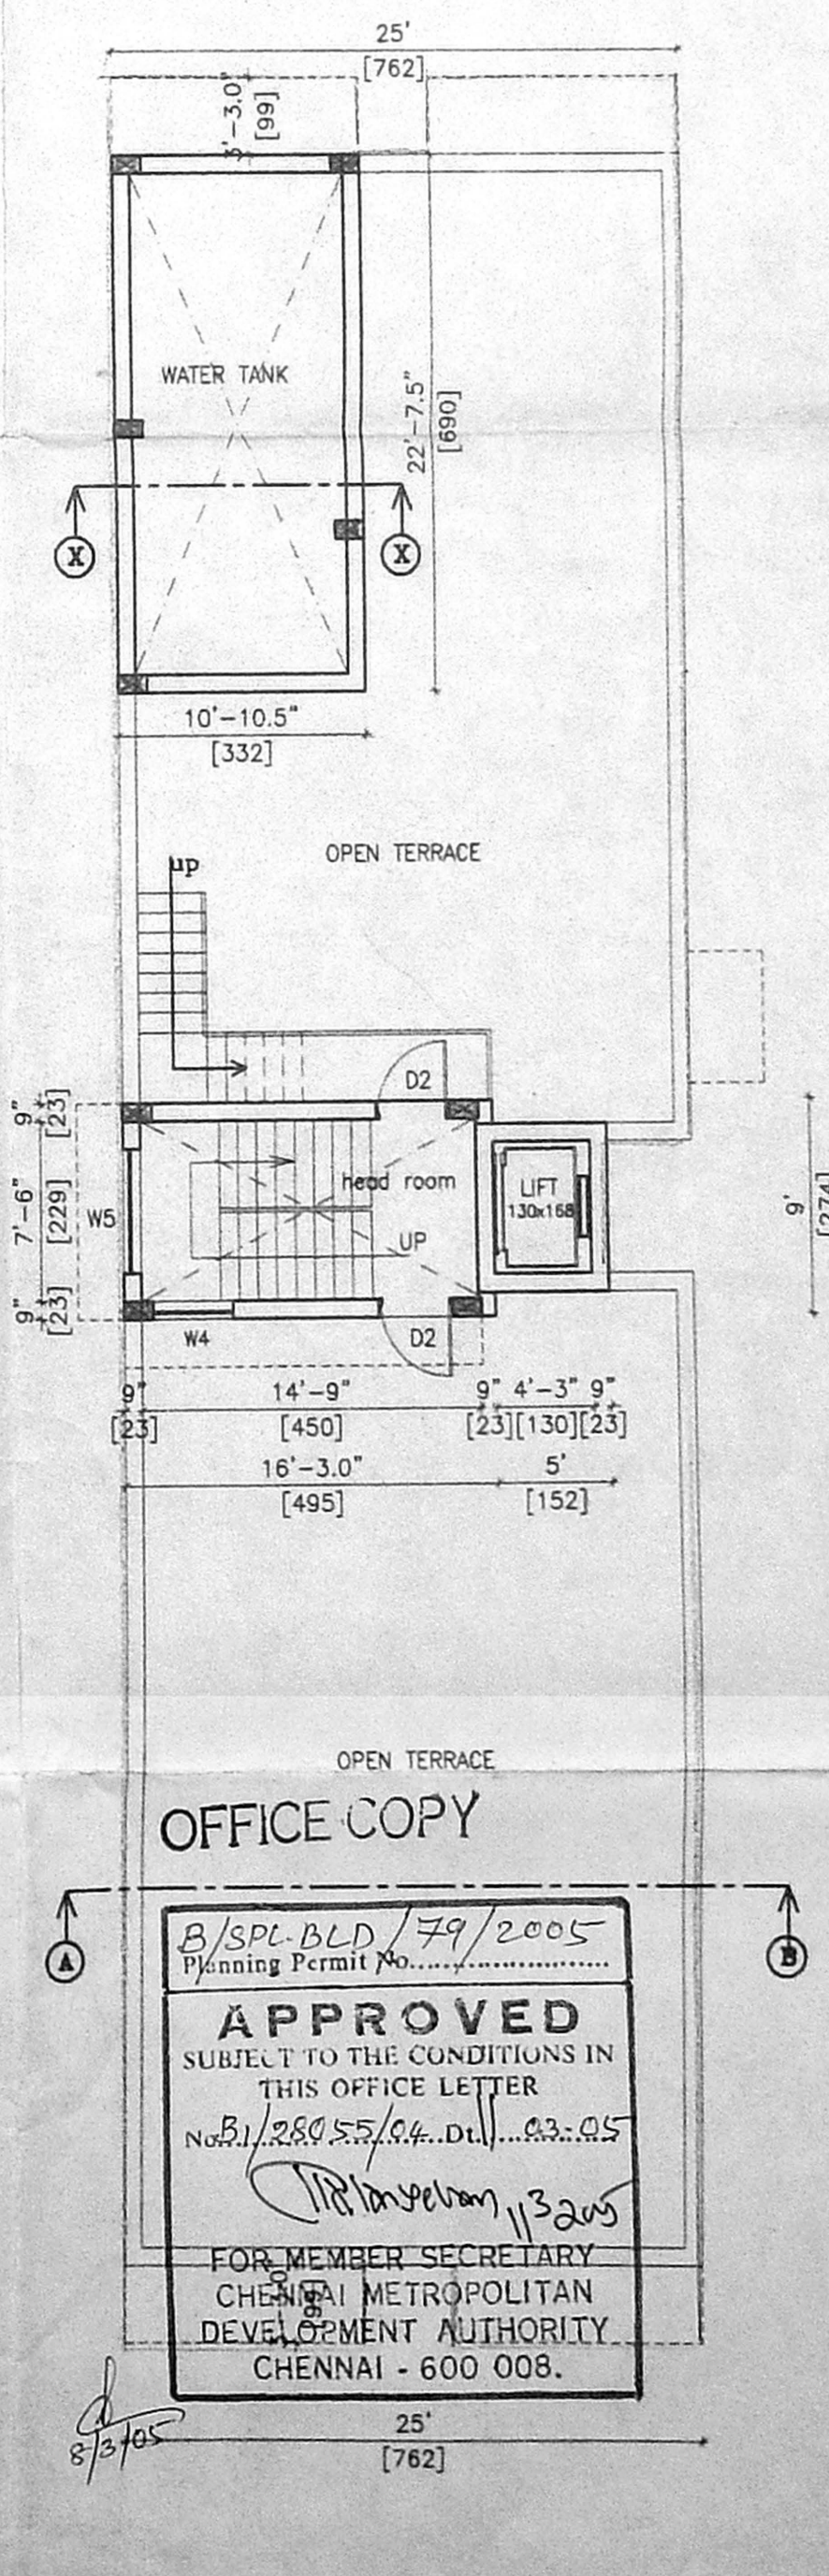 25'
[762]
3'-3.0"
[99]
WATER TANK
22'-7.5"
[690]
X
X
10'-10.5"
[332]
OPEN TERRACE
up
D2
9"
[23]
7'-6"
[229]
9"
[23]
W5
head room
UP
LIFT
130x168
9'
[274]
W4
D2
9" 14'-9" 9" 4'-3" 9"
[23] [450] [23][130][23]
16'-3.0" 5'
[495] [152]
OPEN TERRACE
OFFICE COPY
A
B
B/SPL-BLD/79/2005
Planning Permit No.
APPROVED
SUBJECT TO THE CONDITIONS IN
THIS OFFICE LETTER
No. B1/28055/04 Dt. 11 03-05
11 3 2005
FOR MEMBER SECRETARY
CHENNAI METROPOLITAN
DEVELOPMENT AUTHORITY
CHENNAI - 600 008.
8/3/05
25'
[762]